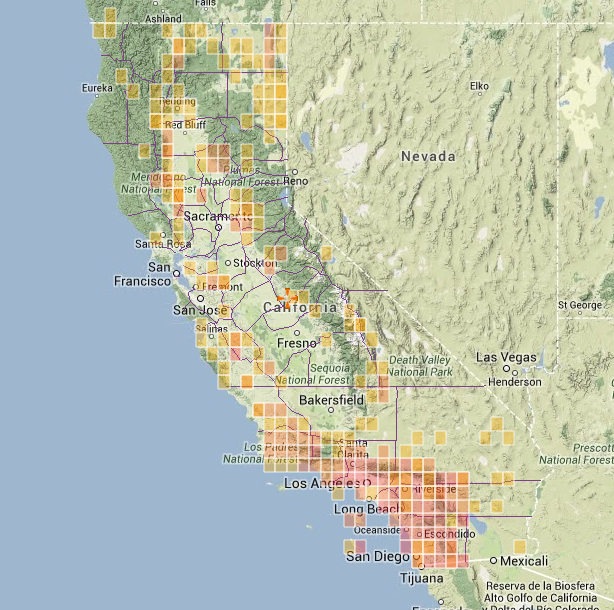 Falls
Ashland
Eureka
Elko
Redding
Red Bluff
Nevada
Plumas
National Forest
Reno
Mendocino
National Forest
Sacramento
Santa Rosa
Stockton
San
Francisco
Fremont
San Jose
California
St George
Salinas
Fresno
Death Valley
National Park
Las Vegas
Henderson
Sequoia
National Forest
Bakersfield
Los Padres
National Forest
Santa
Clarita
Prescott
National Fores
Los Angeles
Riverside
Long Beach
Oceanside
Escondido
San Diego
Mexicali
Tijuana
Reserva de la Biosfera
Alto Golfo de California
y Delta del Río Colorado